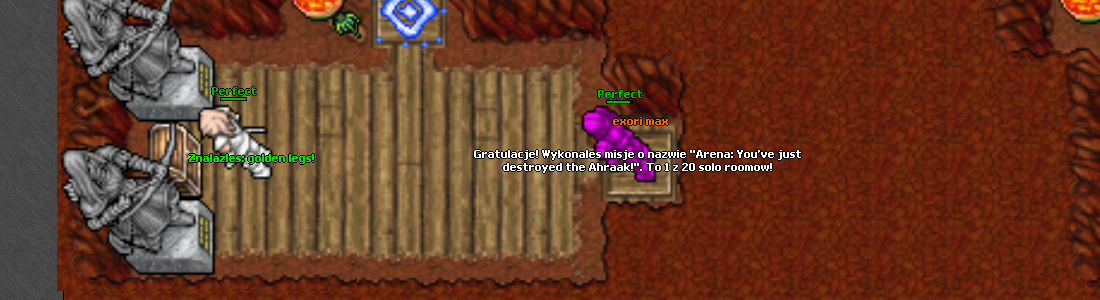 Perfect
Znalazles: golden legs!
Perfect
exori max
Gratulacje! Wykonales misje o nazwie "Arena: You've just
destroyed the Ahraak!". To 1 z 20 solo roomow!